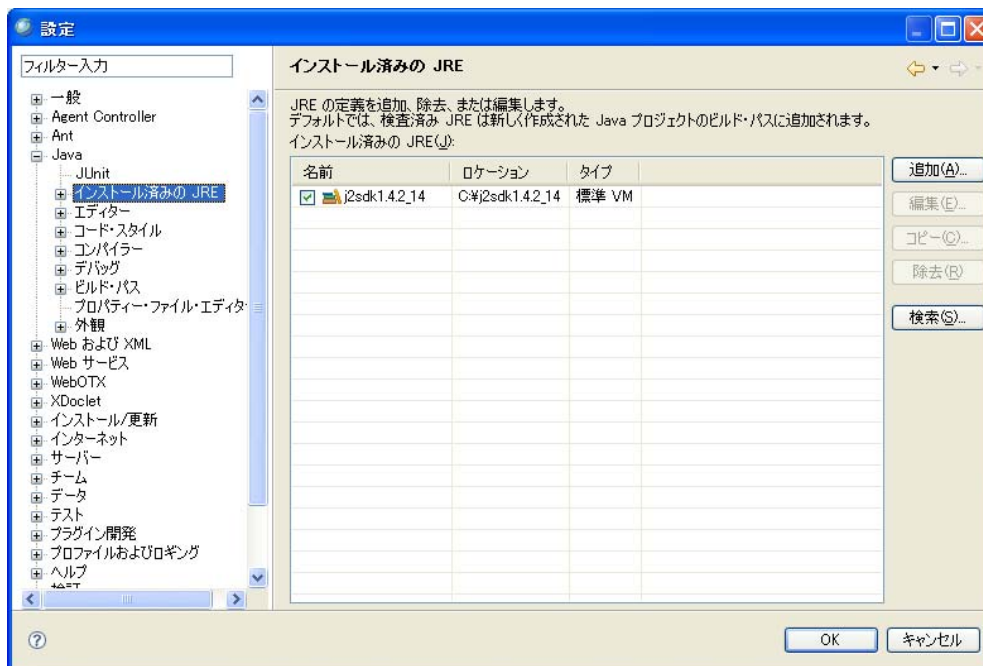 設定
フィルター入力
一般
Agent Controller
Ant
Java
JUnit
インストール済みの JRE
エディター
コード・スタイル
コンパイラー
デバッグ
ビルド・パス
プロパティー・ファイル・エディタ
外観
Web および XML
Web サービス
WebOTX
XDoclet
インストール/更新
インターネット
サーバー
チーム
データ
テスト
プラグイン開発
プロファイルおよびロギング
ヘルプ
インストール済みの JRE
JRE の定義を追加、除去、または編集します。
デフォルトでは、検査済み JRE は新しく作成された Java プロジェクトのビルド・パスに追加されます。
インストール済みの JRE(J):
名前 ロケーション タイプ
j2sdk1.4.2_14 C:¥j2sdk1.4.2_14 標準 VM
追加(A)...
編集(E)...
コピー(C)...
除去(R)
検索(S)...
OK キャンセル